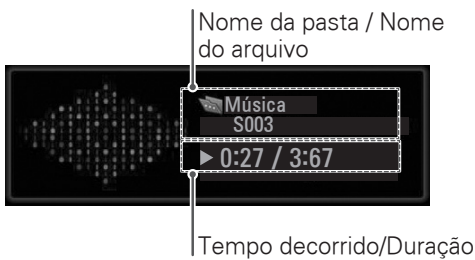 Nome da pasta / Nome
do arquivo
Música
S003
0:27 / 3:67
Tempo decorrido/Duração